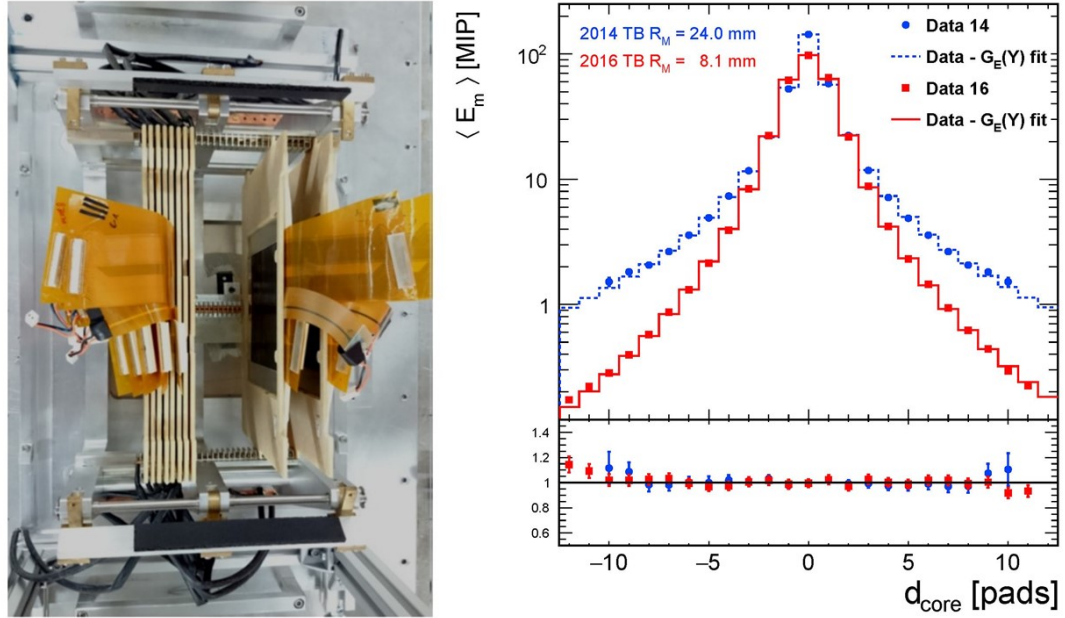 2014 TB R_M = 24.0 mm
2016 TB R_M = 8.1 mm
Data 14
Data - G_E(Y) fit
Data 16
Data - G_E(Y) fit
⟨ E_m ⟩ [MIP]
10²
10
1
1.4
1.2
1
0.8
0.6
−10
−5
0
5
10
d_core [pads]